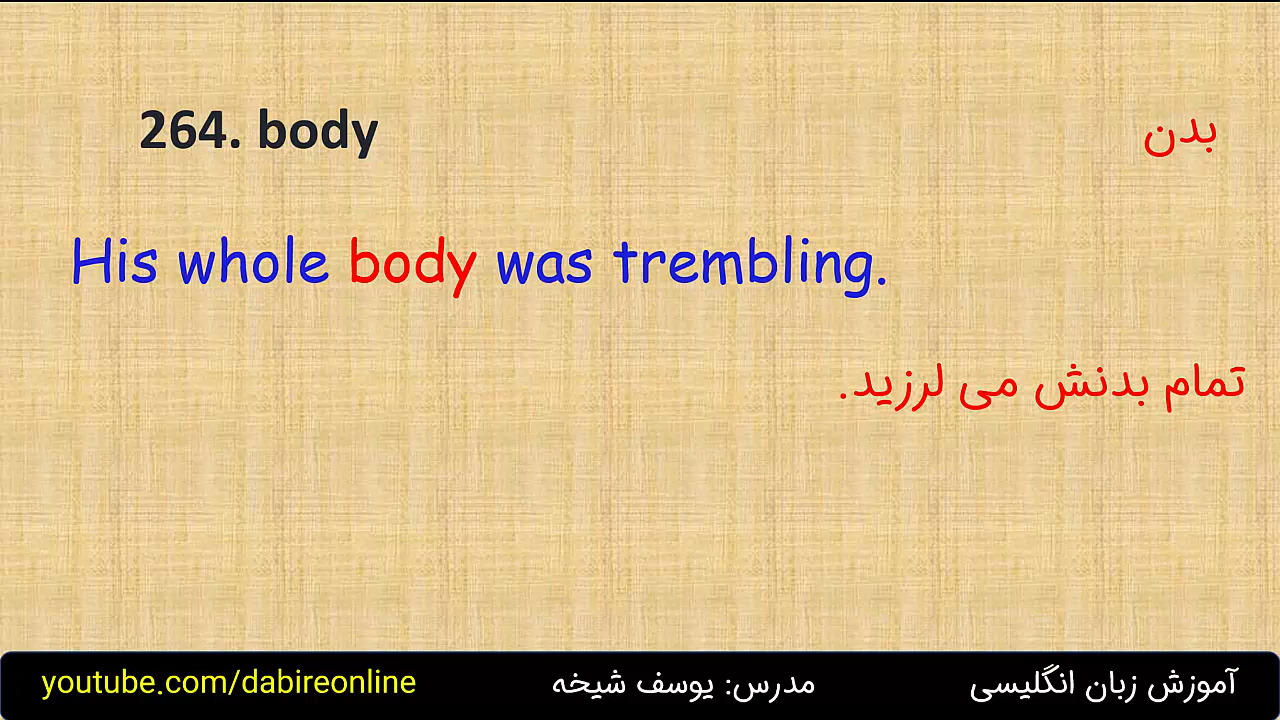 264. body
بدن
His whole body was trembling.
تمام بدنش می لرزید.
youtube.com/dabireonline
مدرس: یوسف شیخه
آموزش زبان انگلیسی